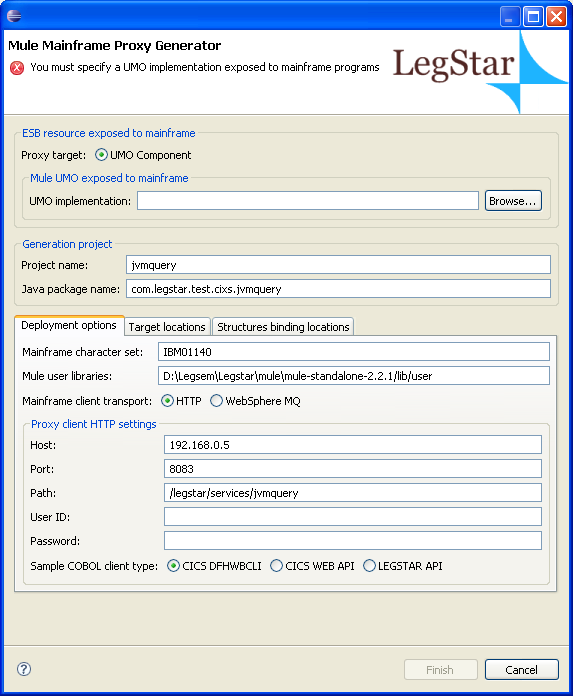 Mule Mainframe Proxy Generator
You must specify a UMO implementation exposed to mainframe programs
LegStar
ESB resource exposed to mainframe
Proxy target: UMO Component
Mule UMO exposed to mainframe
UMO implementation: Browse...
Generation project
Project name: jvmquery
Java package name: com.legstar.test.cixs.jvmquery
Deployment options Target locations Structures binding locations
Mainframe character set: IBM01140
Mule user libraries: D:\Legsem\Legstar\mule\mule-standalone-2.2.1/lib/user
Mainframe client transport: HTTP WebSphere MQ
Proxy client HTTP settings
Host: 192.168.0.5
Port: 8083
Path: /legstar/services/jvmquery
User ID:
Password:
Sample COBOL client type: CICS DFHWBCLI CICS WEB API LEGSTAR API
? Finish Cancel